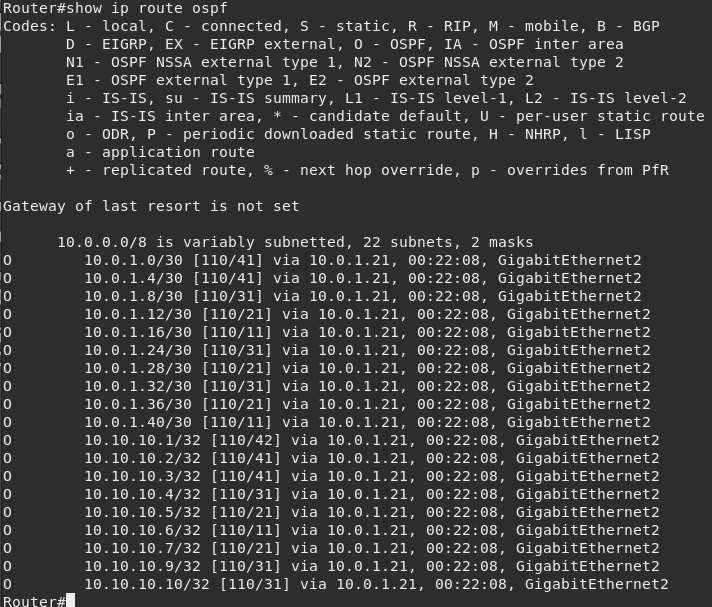 Router#show ip route ospf
Codes: L - local, C - connected, S - static, R - RIP, M - mobile, B - BGP
       D - EIGRP, EX - EIGRP external, O - OSPF, IA - OSPF inter area
       N1 - OSPF NSSA external type 1, N2 - OSPF NSSA external type 2
       E1 - OSPF external type 1, E2 - OSPF external type 2
       i - IS-IS, su - IS-IS summary, L1 - IS-IS level-1, L2 - IS-IS level-2
       ia - IS-IS inter area, * - candidate default, U - per-user static route
       o - ODR, P - periodic downloaded static route, H - NHRP, l - LISP
       a - application route
       + - replicated route, % - next hop override, p - overrides from PfR
Gateway of last resort is not set
      10.0.0.0/8 is variably subnetted, 22 subnets, 2 masks
O        10.0.1.0/30 [110/41] via 10.0.1.21, 00:22:08, GigabitEthernet2
O        10.0.1.4/30 [110/41] via 10.0.1.21, 00:22:08, GigabitEthernet2
O        10.0.1.8/30 [110/31] via 10.0.1.21, 00:22:08, GigabitEthernet2
O        10.0.1.12/30 [110/21] via 10.0.1.21, 00:22:08, GigabitEthernet2
O        10.0.1.16/30 [110/11] via 10.0.1.21, 00:22:08, GigabitEthernet2
O        10.0.1.24/30 [110/31] via 10.0.1.21, 00:22:08, GigabitEthernet2
O        10.0.1.28/30 [110/21] via 10.0.1.21, 00:22:08, GigabitEthernet2
O        10.0.1.32/30 [110/31] via 10.0.1.21, 00:22:08, GigabitEthernet2
O        10.0.1.36/30 [110/21] via 10.0.1.21, 00:22:08, GigabitEthernet2
O        10.0.1.40/30 [110/11] via 10.0.1.21, 00:22:08, GigabitEthernet2
O        10.10.10.1/32 [110/42] via 10.0.1.21, 00:22:08, GigabitEthernet2
O        10.10.10.2/32 [110/41] via 10.0.1.21, 00:22:08, GigabitEthernet2
O        10.10.10.3/32 [110/41] via 10.0.1.21, 00:22:08, GigabitEthernet2
O        10.10.10.4/32 [110/31] via 10.0.1.21, 00:22:08, GigabitEthernet2
O        10.10.10.5/32 [110/21] via 10.0.1.21, 00:22:08, GigabitEthernet2
O        10.10.10.6/32 [110/11] via 10.0.1.21, 00:22:08, GigabitEthernet2
O        10.10.10.7/32 [110/21] via 10.0.1.21, 00:22:08, GigabitEthernet2
O        10.10.10.9/32 [110/31] via 10.0.1.21, 00:22:08, GigabitEthernet2
O        10.10.10.10/32 [110/31] via 10.0.1.21, 00:22:08, GigabitEthernet2
Router#